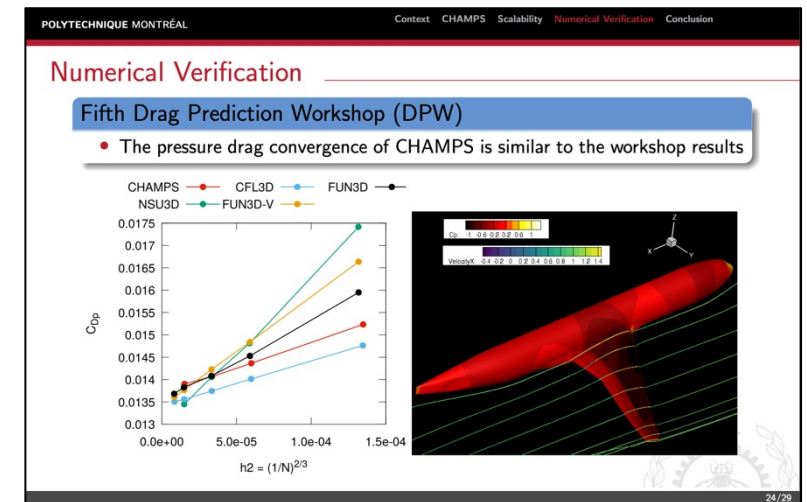 POLYTECHNIQUE MONTRÉAL
Context CHAMPS Scalability Numerical Verification Conclusion
Numerical Verification
Fifth Drag Prediction Workshop (DPW)
• The pressure drag convergence of CHAMPS is similar to the workshop results
CHAMPS CFL3D FUN3D
NSU3D FUN3D-V
0.0175
0.017
0.0165
0.016
0.0155
0.015
0.0145
0.014
0.0135
0.013
C_Dp
0.0e+00 5.0e-05 1.0e-04 1.5e-04
h2 = (1/N)^2/3
Cp: -1 -0.6 -0.2 0.2 0.6 1
VelocityX: -0.4 -0.2 0 0.2 0.4 0.6 0.8 1 1.2 1.4
Z
X Y
24/29